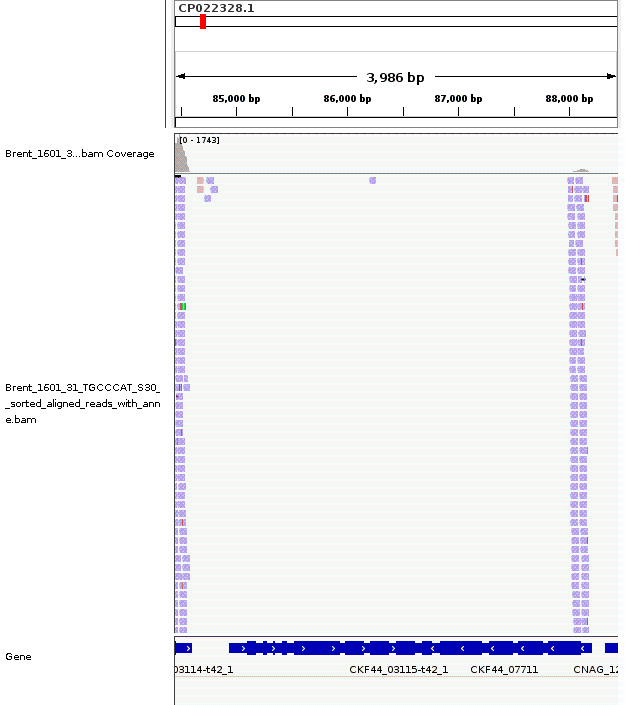 CP022328.1
3,986 bp
85,000 bp 86,000 bp 87,000 bp 88,000 bp
[0 - 1743]
Brent_1601_3...bam Coverage
Brent_1601_31_TGCCCAT_S30_
_sorted_aligned_reads_with_ann
e.bam
Gene
03114-t42_1 CKF44_03115-t42_1 CKF44_07711 CNAG_12